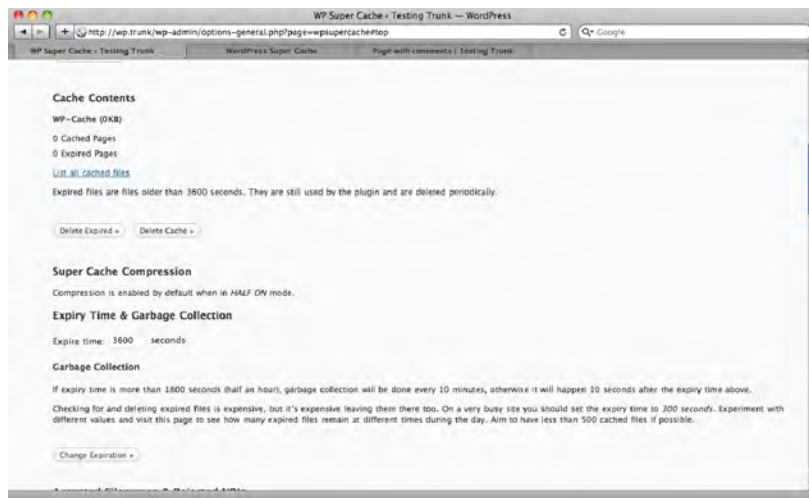 WP Super Cache ‹ Testing Trunk — WordPress
http://wp.trunk/wp-admin/options-general.php?page=wpsupercache#top
Google
WP Super Cache ‹ Testing Trunk
WordPress Super Cache
Page with comments | Testing Trunk
Cache Contents
WP-Cache (0KB)
0 Cached Pages
0 Expired Pages
List all cached files
Expired files are files older than 3600 seconds. They are still used by the plugin and are deleted periodically.
Delete Expired »
Delete Cache »
Super Cache Compression
Compression is enabled by default when in HALF ON mode.
Expiry Time & Garbage Collection
Expire time: 3600 seconds
Garbage Collection
If expiry time is more than 1800 seconds (half an hour), garbage collection will be done every 10 minutes, otherwise it will happen 10 seconds after the expiry time above.
Checking for and deleting expired files is expensive, but it's expensive leaving them there too. On a very busy site you should set the expiry time to 300 seconds. Experiment with
different values and visit this page to see how many expired files remain at different times during the day. Aim to have less than 500 cached files if possible.
Change Expiration »